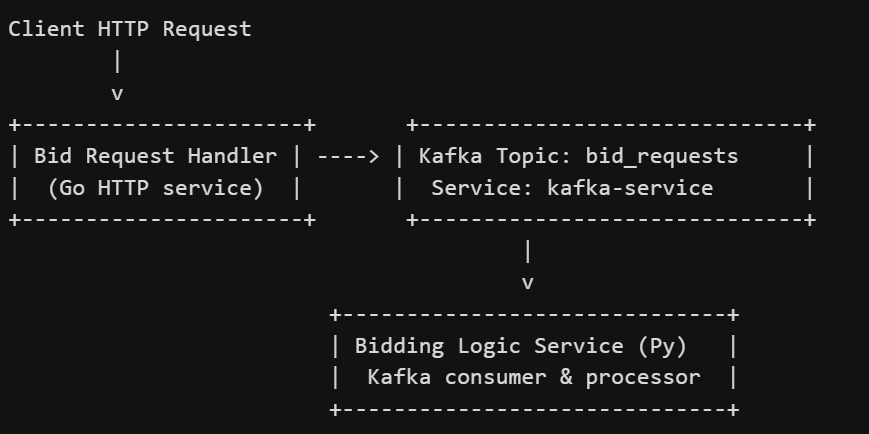 Client HTTP Request
         |
         v
+----------------------+       +------------------------------+
| Bid Request Handler | ----> | Kafka Topic: bid_requests     |
|  (Go HTTP service)  |       |  Service: kafka-service       |
+----------------------+       +------------------------------+
                                        |
                                        v
                         +------------------------------+
                         | Bidding Logic Service (Py)   |
                         |  Kafka consumer & processor  |
                         +------------------------------+